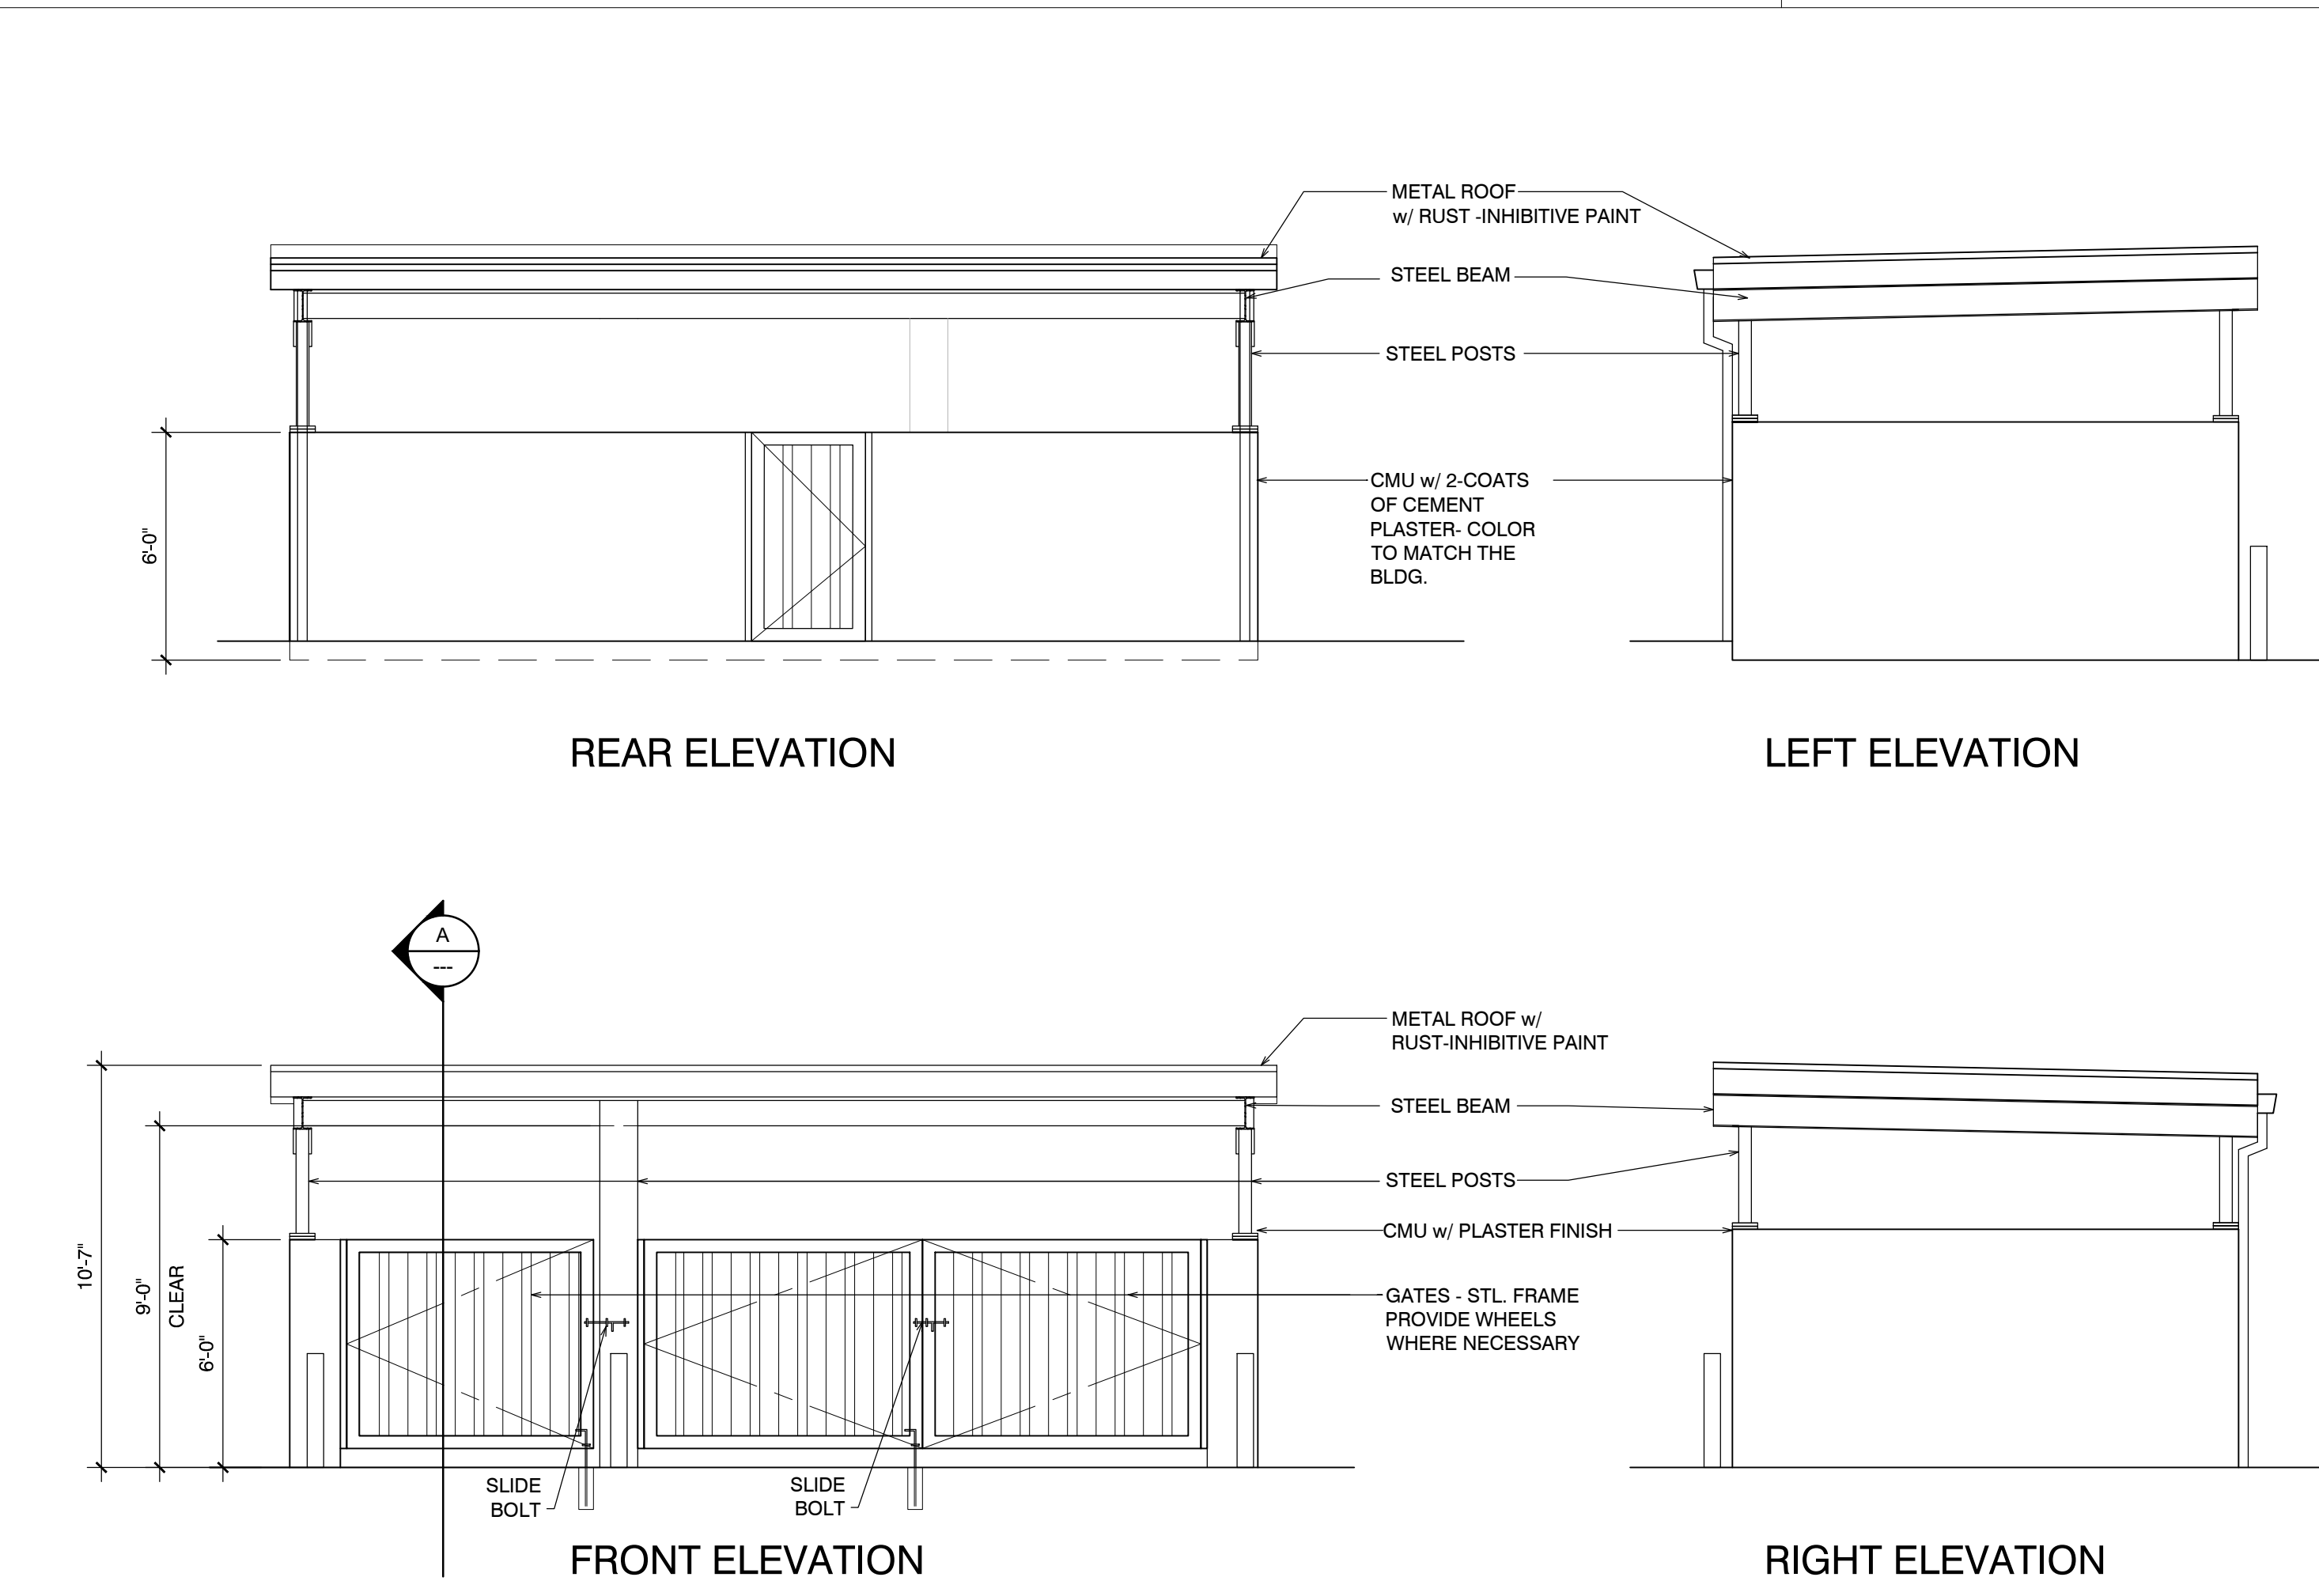 METAL ROOF
w/ RUST -INHIBITIVE PAINT
STEEL BEAM
STEEL POSTS
CMU w/ 2-COATS
OF CEMENT
PLASTER- COLOR
TO MATCH THE
BLDG.
6'-0"
REAR ELEVATION
LEFT ELEVATION
A
---
METAL ROOF w/
RUST-INHIBITIVE PAINT
STEEL BEAM
STEEL POSTS
CMU w/ PLASTER FINISH
GATES - STL. FRAME
PROVIDE WHEELS
WHERE NECESSARY
10'-7"
9'-0"
CLEAR
6'-0"
SLIDE
BOLT
SLIDE
BOLT
FRONT ELEVATION
RIGHT ELEVATION